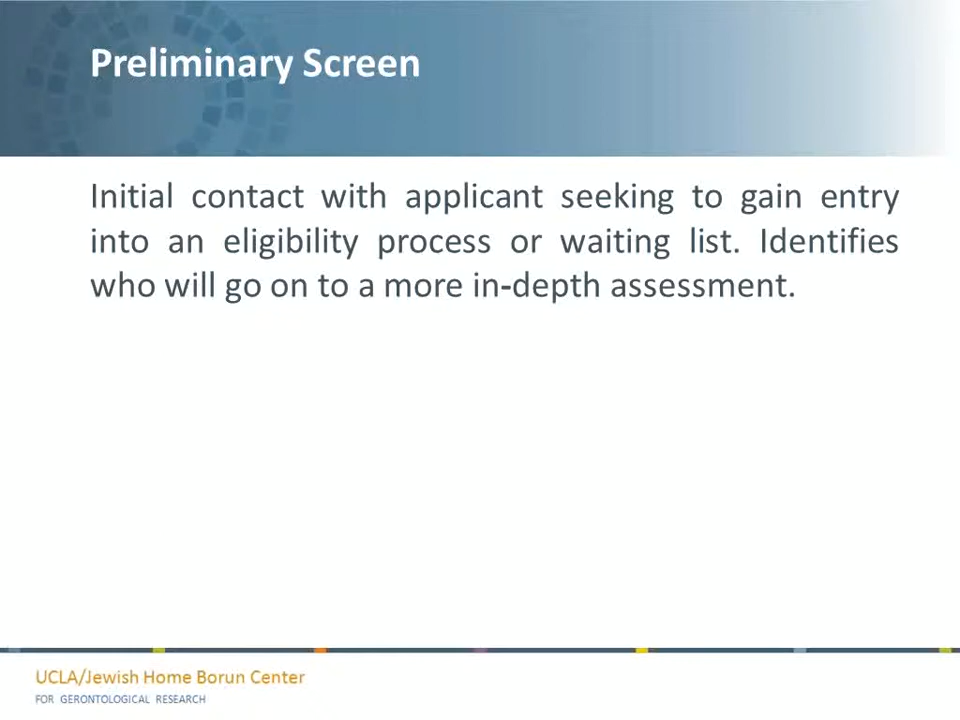 Preliminary Screen
Initial contact with applicant seeking to gain entry
into an eligibility process or waiting list. Identifies
who will go on to a more in-depth assessment.
UCLA/Jewish Home Borun Center
FOR GERONTOLOGICAL RESEARCH